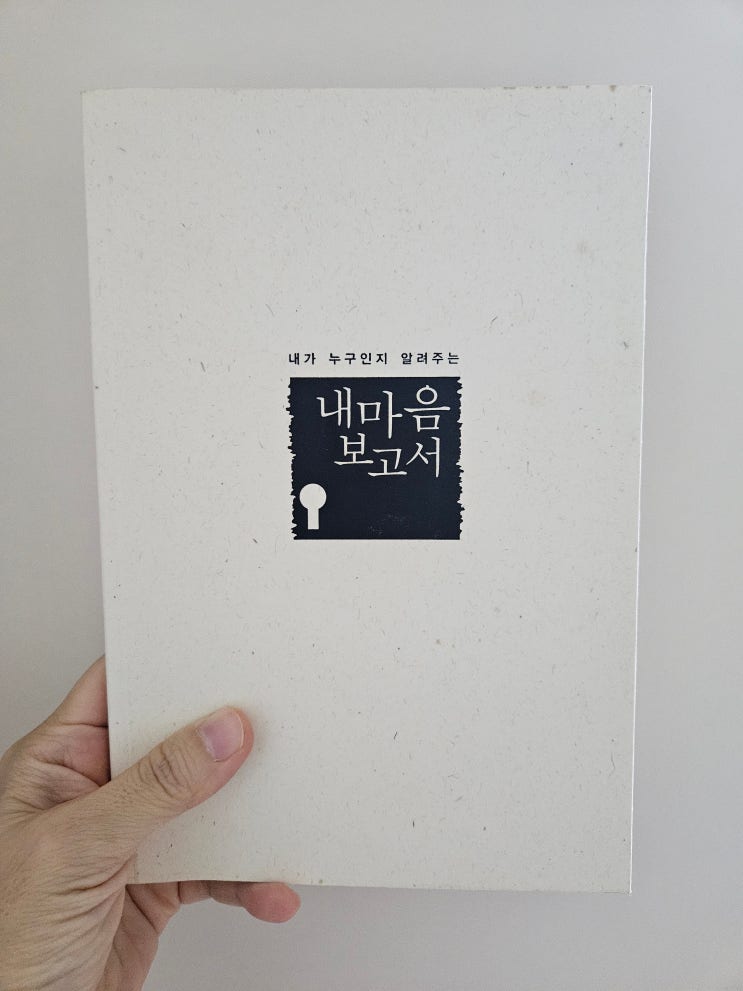 내가 누구인지 알려주는
내마음
보고서